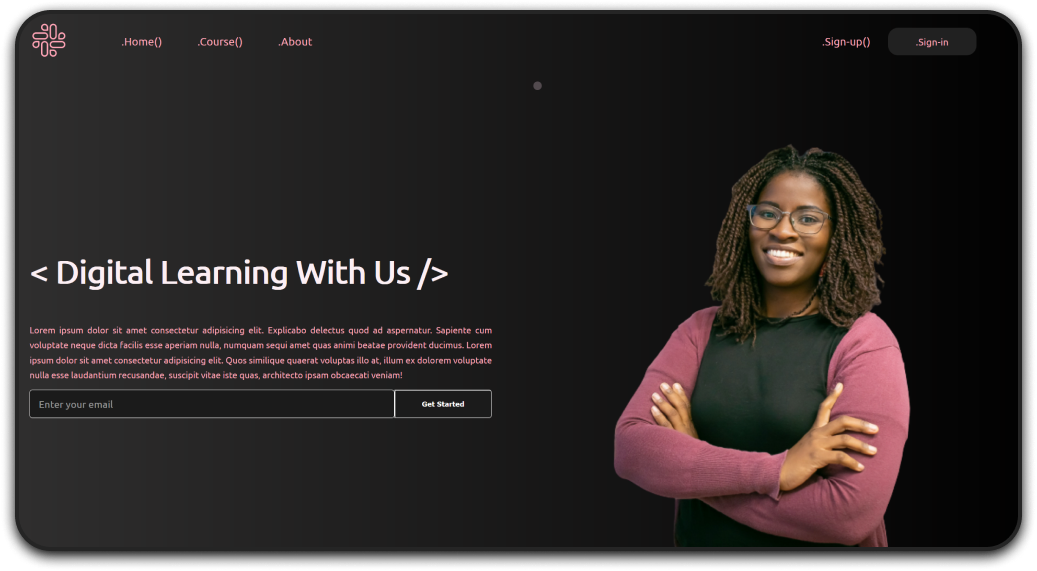 .Home() .Course() .About .Sign-up() .Sign-in
< Digital Learning With Us />
Lorem ipsum dolor sit amet consectetur adipisicing elit. Explicabo delectus quod ad aspernatur. Sapiente cum
voluptate neque dicta facilis esse aperiam nulla, numquam sequi amet quas animi beatae provident ducimus. Lorem
ipsum dolor sit amet consectetur adipisicing elit. Quos similique quaerat voluptas illo at, illum ex dolorem voluptate
nulla esse laudantium recusandae, suscipit vitae iste quas, architecto ipsam obcaecati veniam!
Enter your email Get Started